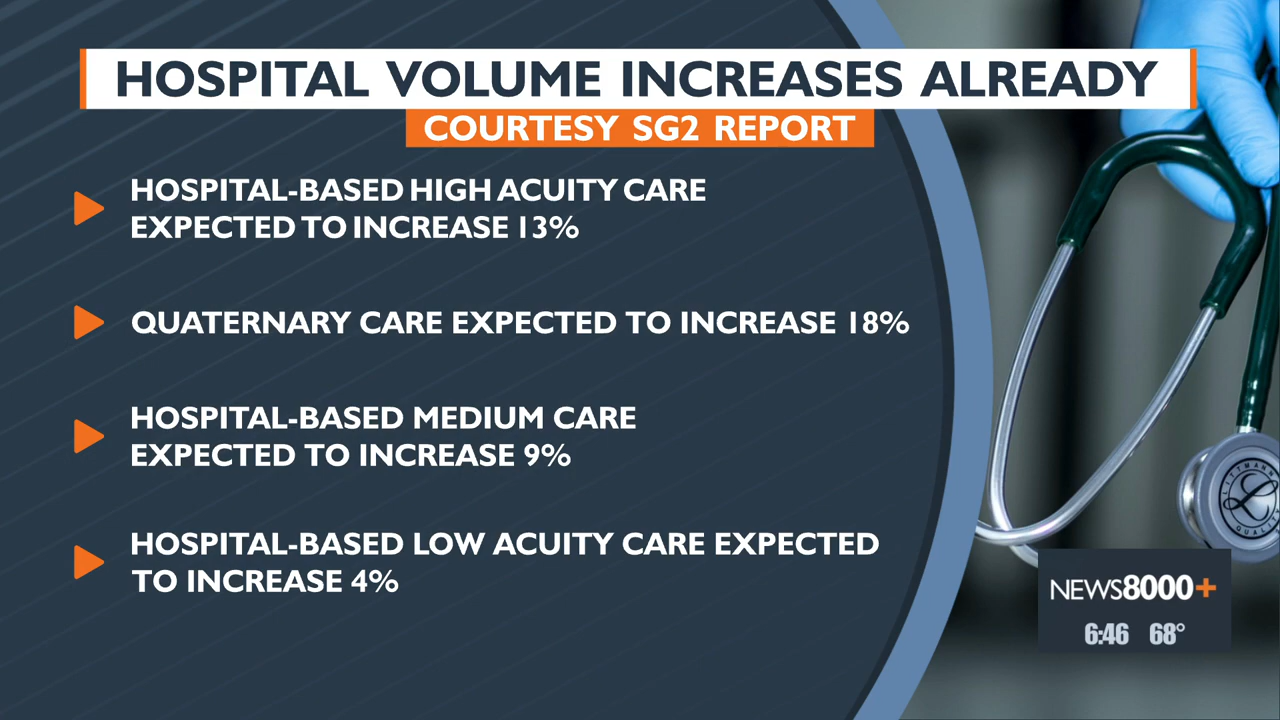 HOSPITAL VOLUME INCREASES ALREADY
COURTESY SG2 REPORT
HOSPITAL-BASED HIGH ACUITY CARE
EXPECTED TO INCREASE 13%
QUATERNARY CARE EXPECTED TO INCREASE 18%
HOSPITAL-BASED MEDIUM CARE
EXPECTED TO INCREASE 9%
HOSPITAL-BASED LOW ACUITY CARE EXPECTED
TO INCREASE 4%
LITTMANN
QUALITY
NEWS8000+
6:46 68°